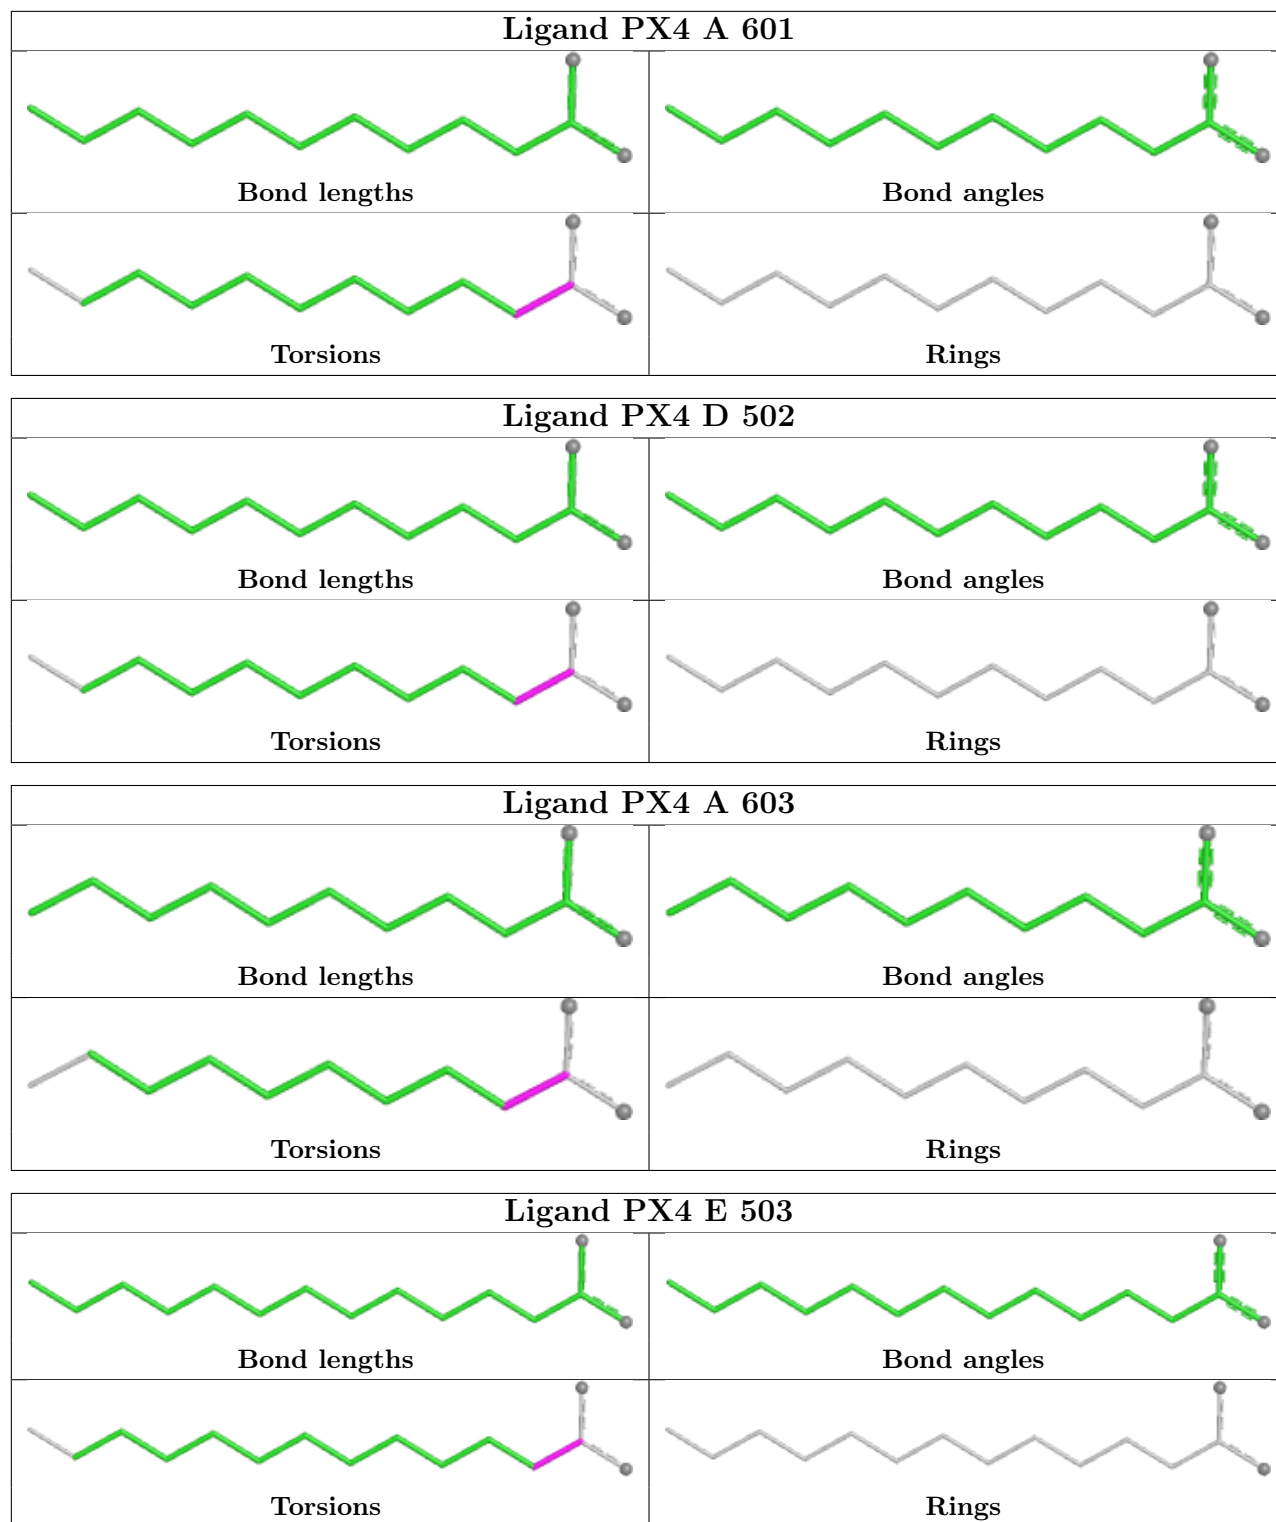 Ligand PX4 A 601
Bond lengths
Bond angles
Torsions
Rings
Ligand PX4 D 502
Bond lengths
Bond angles
Torsions
Rings
Ligand PX4 A 603
Bond lengths
Bond angles
Torsions
Rings
Ligand PX4 E 503
Bond lengths
Bond angles
Torsions
Rings